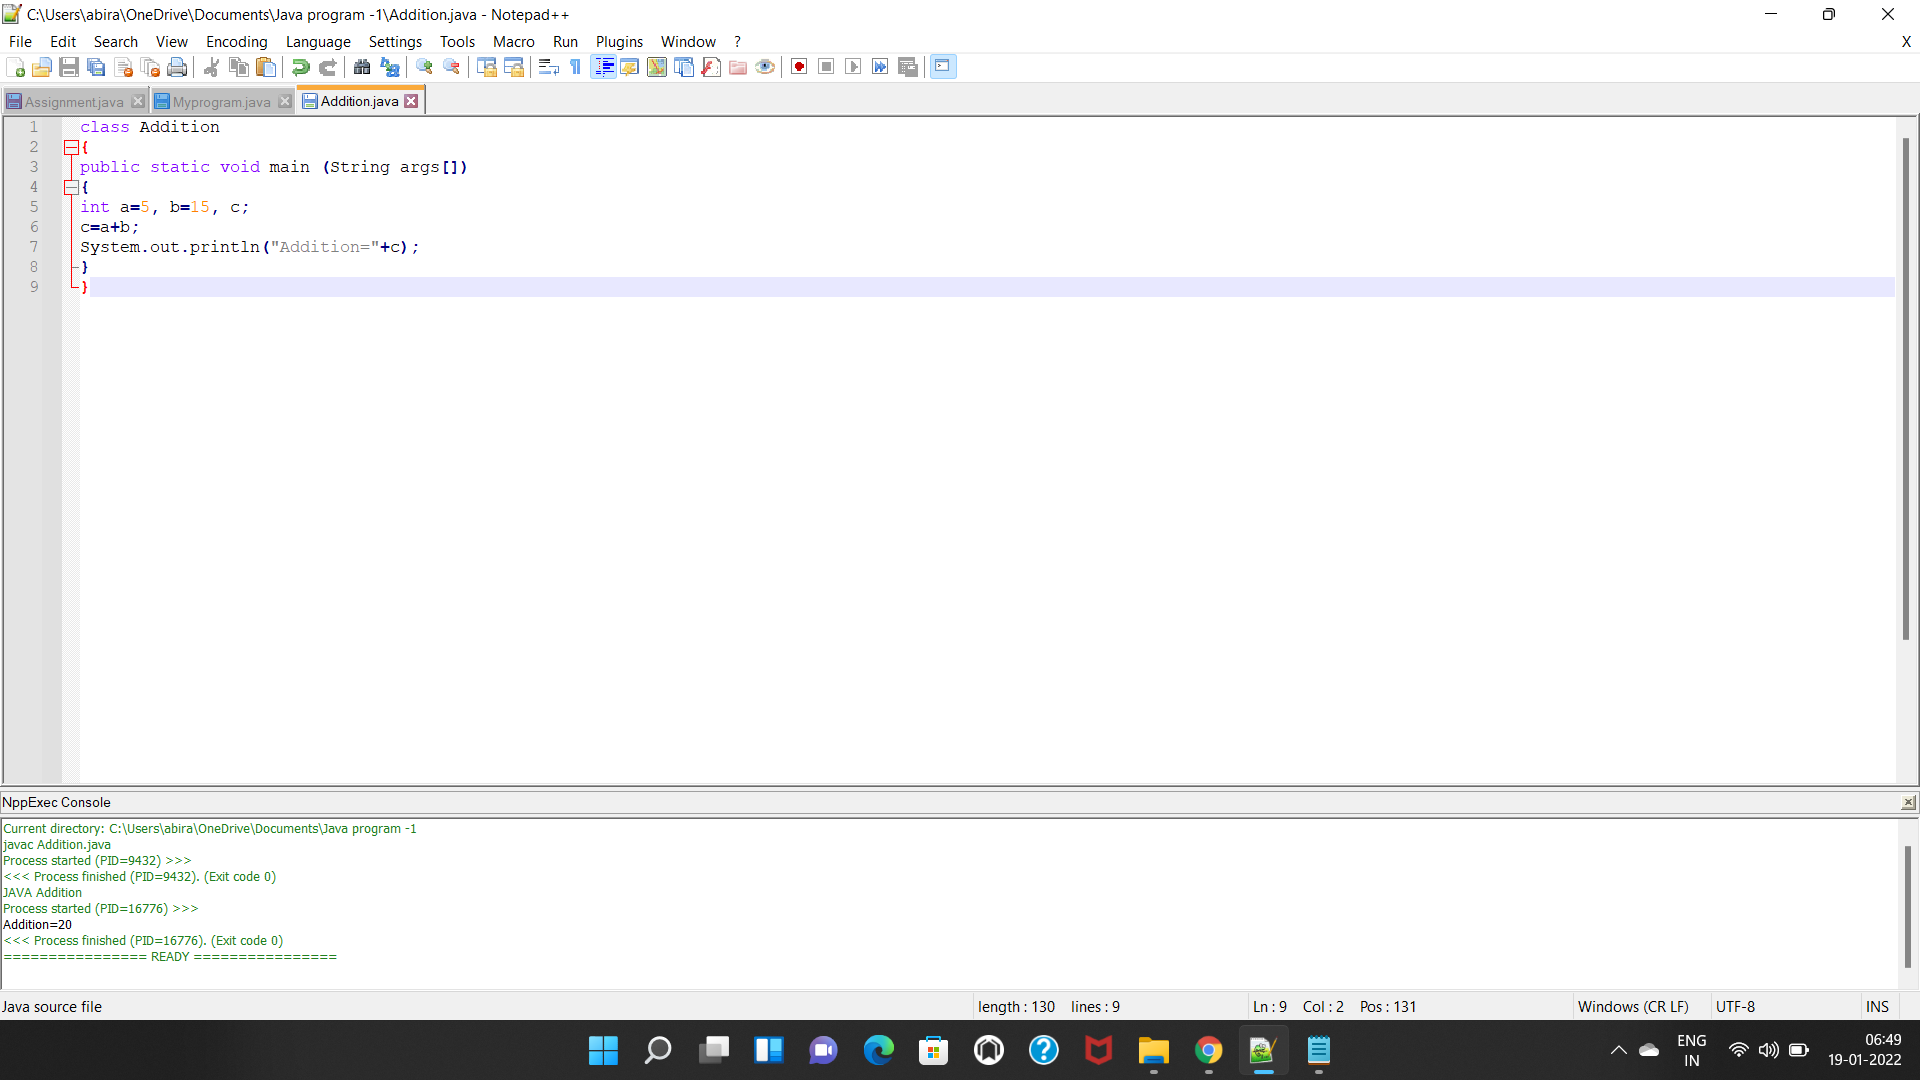 C:\Users\abira\OneDrive\Documents\Java program -1\Addition.java - Notepad++
File Edit Search View Encoding Language Settings Tools Macro Run Plugins Window ? X
Assignment.java Myprogram.java Addition.java
1 class Addition
2 {
3 public static void main (String args[])
4 {
5 int a=5, b=15, c;
6 c=a+b;
7 System.out.println("Addition="+c);
8 }
9 }
NppExec Console
Current directory: C:\Users\abira\OneDrive\Documents\Java program -1
javac Addition.java
Process started (PID=9432) >>>
<<< Process finished (PID=9432). (Exit code 0)
JAVA Addition
Process started (PID=16776) >>>
Addition=20
<<< Process finished (PID=16776). (Exit code 0)
================ READY ================
Java source file length : 130 lines : 9 Ln : 9 Col : 2 Pos : 131 Windows (CR LF) UTF-8 INS
ENG
IN
06:49
19-01-2022